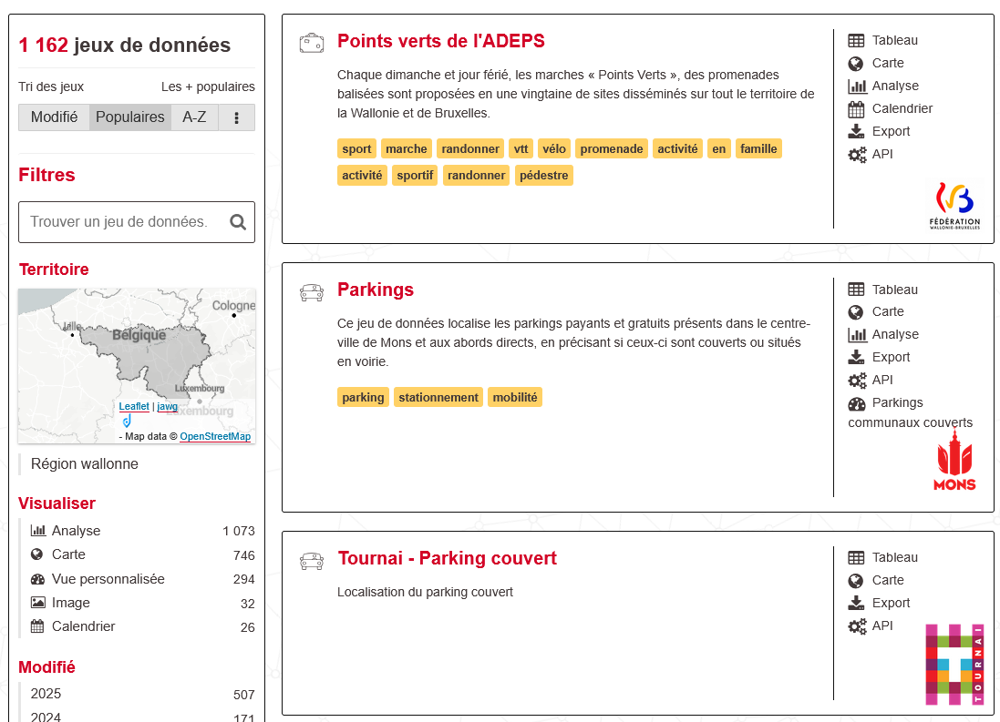 1 162 jeux de données
Tri des jeux Les + populaires
Modifié Populaires A-Z
Filtres
Trouver un jeu de données.
Territoire
Cologne
Lille
Belgique
Luxembourg
Leaflet | jawg
Luxembourg
- Map data © OpenStreetMap
Région wallonne
Visualiser
Analyse 1 073
Carte 746
Vue personnalisée 294
Image 32
Calendrier 26
Modifié
2025 507
2024 171
Points verts de l'ADEPS
Chaque dimanche et jour férié, les marches « Points Verts », des promenades
balisées sont proposées en une vingtaine de sites disséminés sur tout le territoire de
la Wallonie et de Bruxelles.
sport marche randonner vtt vélo promenade activité en famille
activité sportif randonner pédestre
Tableau
Carte
Analyse
Calendrier
Export
API
FÉDÉRATION
WALLONIE-BRUXELLES
Parkings
Ce jeu de données localise les parkings payants et gratuits présents dans le centre-
ville de Mons et aux abords directs, en précisant si ceux-ci sont couverts ou situés
en voirie.
parking stationnement mobilité
Tableau
Carte
Analyse
Export
API
Parkings
communaux couverts
MONS
Tournai - Parking couvert
Localisation du parking couvert
Tableau
Carte
Export
API
TOURNAI